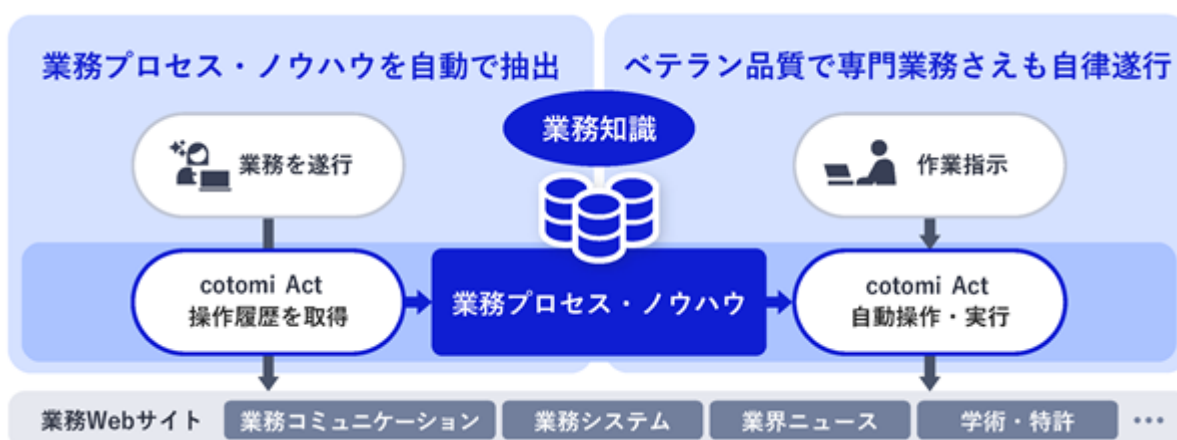 業務プロセス・ノウハウを自動で抽出
ベテラン品質で専門業務さえも自律遂行
業務知識
業務を遂行
作業指示
cotomi Act
操作履歴を取得
業務プロセス・ノウハウ
cotomi Act
自動操作・実行
業務Webサイト
業務コミュニケーション
業務システム
業界ニュース
学術・特許
•••